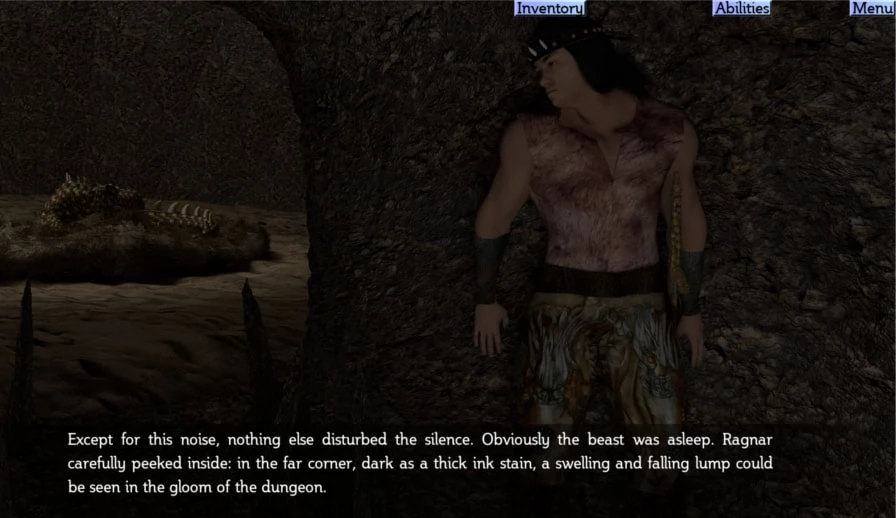 Inventory Abilities Menu
Except for this noise, nothing else disturbed the silence. Obviously the beast was asleep. Ragnar
carefully peeked inside: in the far corner, dark as a thick ink stain, a swelling and falling lump could
be seen in the gloom of the dungeon.